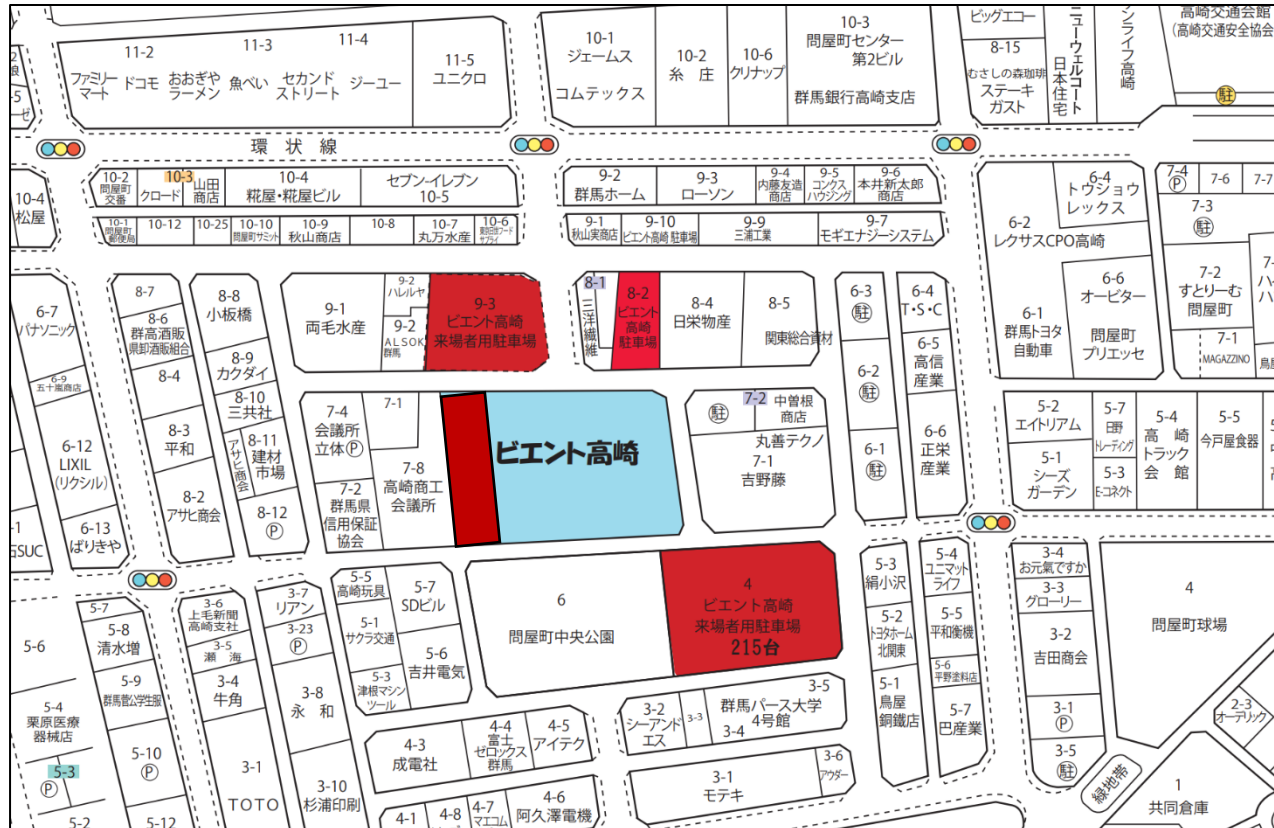 11-2
ファミリー
マート
ドコモ
おおぎや
ラーメン
11-3
魚べい
セカンド
ストリート
11-4
ジーユー
11-5
ユニクロ
10-1
ジェームス
コムテックス
10-2
糸 庄
10-6
クリナップ
10-3
問屋町センター
第2ビル
群馬銀行高崎支店
ビッグエコー
8-15
むさしの森珈琲
ステーキ
ガスト
ニューウェルコート
日本住宅
ンライフ高崎
高崎交通会館
(高崎交通安全協会
駐
環 状 線
10-4
松屋
10-2
問屋町
交番
10-3
クロード
山田
商店
10-4
糀屋・糀屋ビル
セブン-イレブン
10-5
9-2
群馬ホーム
9-3
ローソン
9-4
内藤友造
商店
9-5
コンクス
ハウジング
9-6
本井新太郎
商店
10-1
問屋町
郵便局
10-12
10-25
10-10
問屋町サミット
10-9
秋山商店
10-8
10-7
丸万水産
10-6
9-1
秋山実商店
9-10
ビエント高崎 駐車場
9-9
三浦工業
9-7
モギエナジーシステム
6-2
レクサスCPO高崎
6-4
トウショウ
レックス
7-4
P
7-6
7-7
7-3
駐
6-7
パナソニック
8-7
8-6
群高酒販
県卸酒販組合
8-4
8-8
小板橋
8-9
カクダイ
9-1
両毛水産
9-2
ハレルヤ
9-2
ALSOK
群馬
9-3
ビエント高崎
来場者用駐車場
8-1
三洋繊維
8-2
ビエント
高崎
駐車場
8-4
日栄物産
8-5
関東総合資材
6-3
駐
6-4
T・S・C
6-5
高信
産業
6-1
群馬トヨタ
自動車
6-6
オービター
問屋町
プリエッセ
7-2
すとりーむ
問屋町
7-1
MAGAZZINO
6-9
五十嵐商店
6-12
LIXIL
(リクシル)
8-3
平和
8-10
三共社
アサヒ商会
8-11
建材
市場
8-2
アサヒ商会
8-12
P
7-4
会議所
立体P
7-1
7-2
群馬県
信用保証
協会
7-8
高崎商工
会議所
ビエント高崎
駐
7-2
中曽根
商店
丸善テクノ
7-1
吉野藤
6-2
駐
6-1
駐
6-6
正栄
産業
5-2
エイトリアム
5-1
シーズ
ガーデン
5-7
日野
トレーディング
5-3
E-コネクト
5-4
高 崎
トラック
会 館
5-5
今戸屋食器
6-13
ばりきや
5-7
5-8
清水増
5-6
3-6
上毛新聞
高崎支社
3-5
瀬 海
3-4
牛角
3-7
リアン
3-23
P
5-5
高崎玩具
5-1
サクラ交通
5-7
SDビル
5-6
吉井電気
5-3
津根マシン
ツール
6
問屋町中央公園
4
ビエント高崎
来場者用駐車場
215台
5-3
絹小沢
5-2
トヨタホーム
北関東
5-1
鳥屋
銅鐵店
5-4
ユニマット
ライフ
5-5
平和衡機
5-6
平野塗料店
5-7
巴産業
3-4
お元氣ですか
3-3
グローリー
3-2
吉田商会
3-1
P
3-5
駐
4
問屋町球場
2-3
オーデリック
緑地帯
1
共同倉庫
5-9
群馬菅公学生服
5-4
栗原医療
器械店
5-3
P
5-10
P
5-2
5-12
3-1
TOTO
3-8
永 和
3-10
杉浦印刷
4-3
成電社
4-4
富士
ゼロックス
群馬
4-5
アイテク
4-1
4-8
4-7
マエコム
4-6
阿久澤電機
3-2
シーアンド
エス
3-3
3-4
3-5
群馬パース大学
4号館
3-1
モテキ
3-6
アウダー